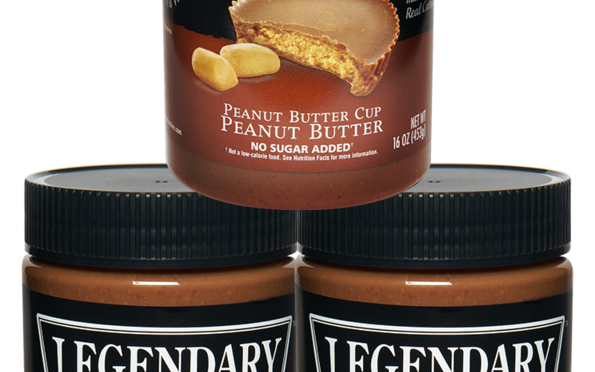 Real
PEANUT BUTTER CUP
PEANUT BUTTER
NO SUGAR ADDED†
† Not a low-calorie food. See Nutrition Facts for more information.
NET WT
16 OZ (453g)
LEGENDARY
LEGENDARY